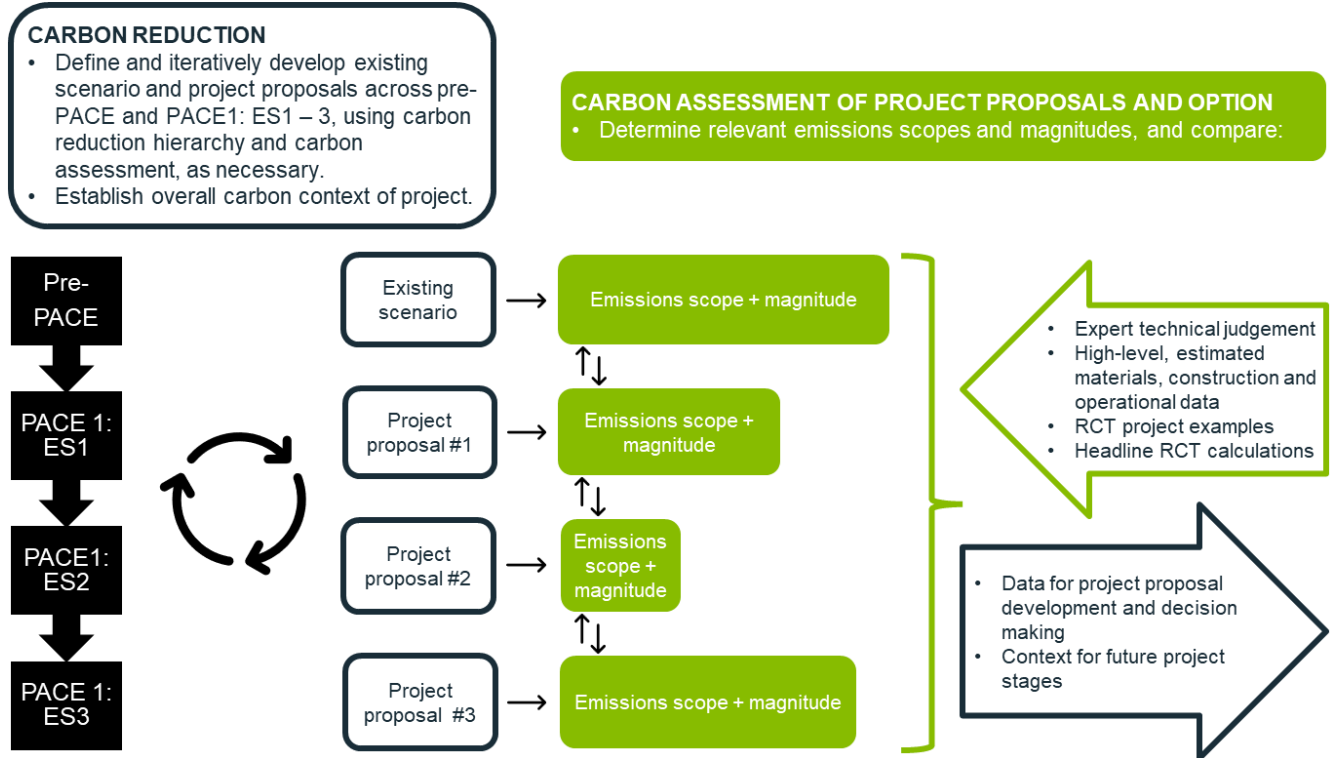 CARBON REDUCTION
• Define and iteratively develop existing
scenario and project proposals across pre-
PACE and PACE1: ES1 – 3, using carbon
reduction hierarchy and carbon
assessment, as necessary.
• Establish overall carbon context of project.
CARBON ASSESSMENT OF PROJECT PROPOSALS AND OPTION
• Determine relevant emissions scopes and magnitudes, and compare:
Pre-
PACE
PACE 1:
ES1
PACE1:
ES2
PACE 1:
ES3
Existing
scenario
Emissions scope + magnitude
Project
proposal #1
Emissions scope +
magnitude
Project
proposal #2
Emissions
scope +
magnitude
Project
proposal #3
Emissions scope + magnitude
• Expert technical judgement
• High-level, estimated
materials, construction and
operational data
• RCT project examples
• Headline RCT calculations
• Data for project proposal
development and decision
making
• Context for future project
stages